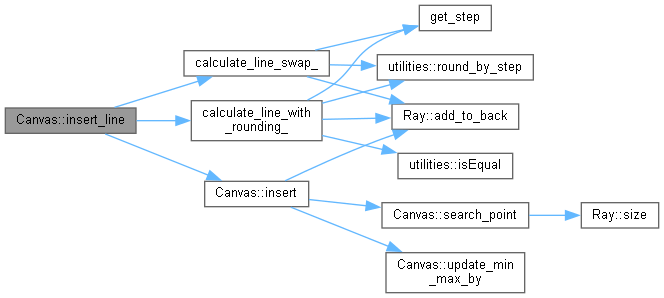 get_step
calculate_line_swap_
utilities::round_by_step
Canvas::insert_line
calculate_line_with
_rounding_
Ray::add_to_back
utilities::isEqual
Canvas::insert
Canvas::search_point
Ray::size
Canvas::update_min
_max_by